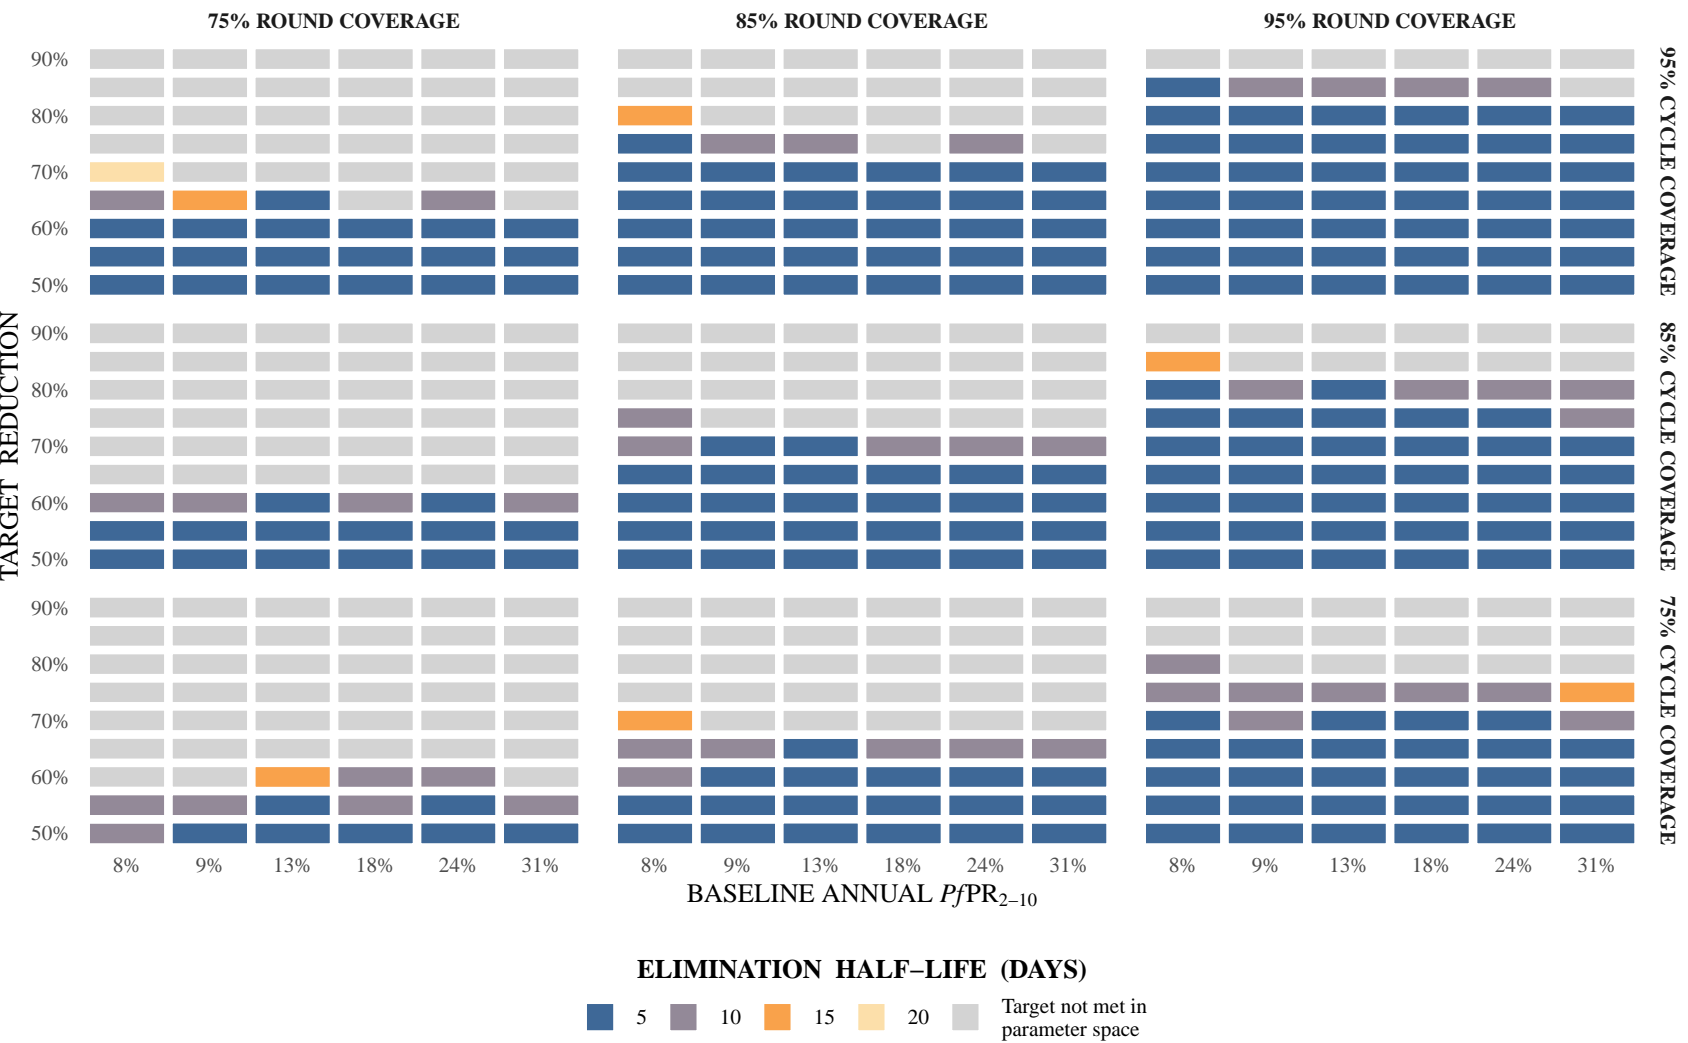 75% ROUND COVERAGE
85% ROUND COVERAGE
95% ROUND COVERAGE
TARGET REDUCTION
90%
80%
70%
60%
50%
95% CYCLE COVERAGE
90%
80%
70%
60%
50%
85% CYCLE COVERAGE
90%
80%
70%
60%
50%
75% CYCLE COVERAGE
8% 9% 13% 18% 24% 31%
8% 9% 13% 18% 24% 31%
8% 9% 13% 18% 24% 31%
BASELINE ANNUAL PfPR2–10
ELIMINATION HALF–LIFE (DAYS)
5 10 15 20 Target not met in
parameter space